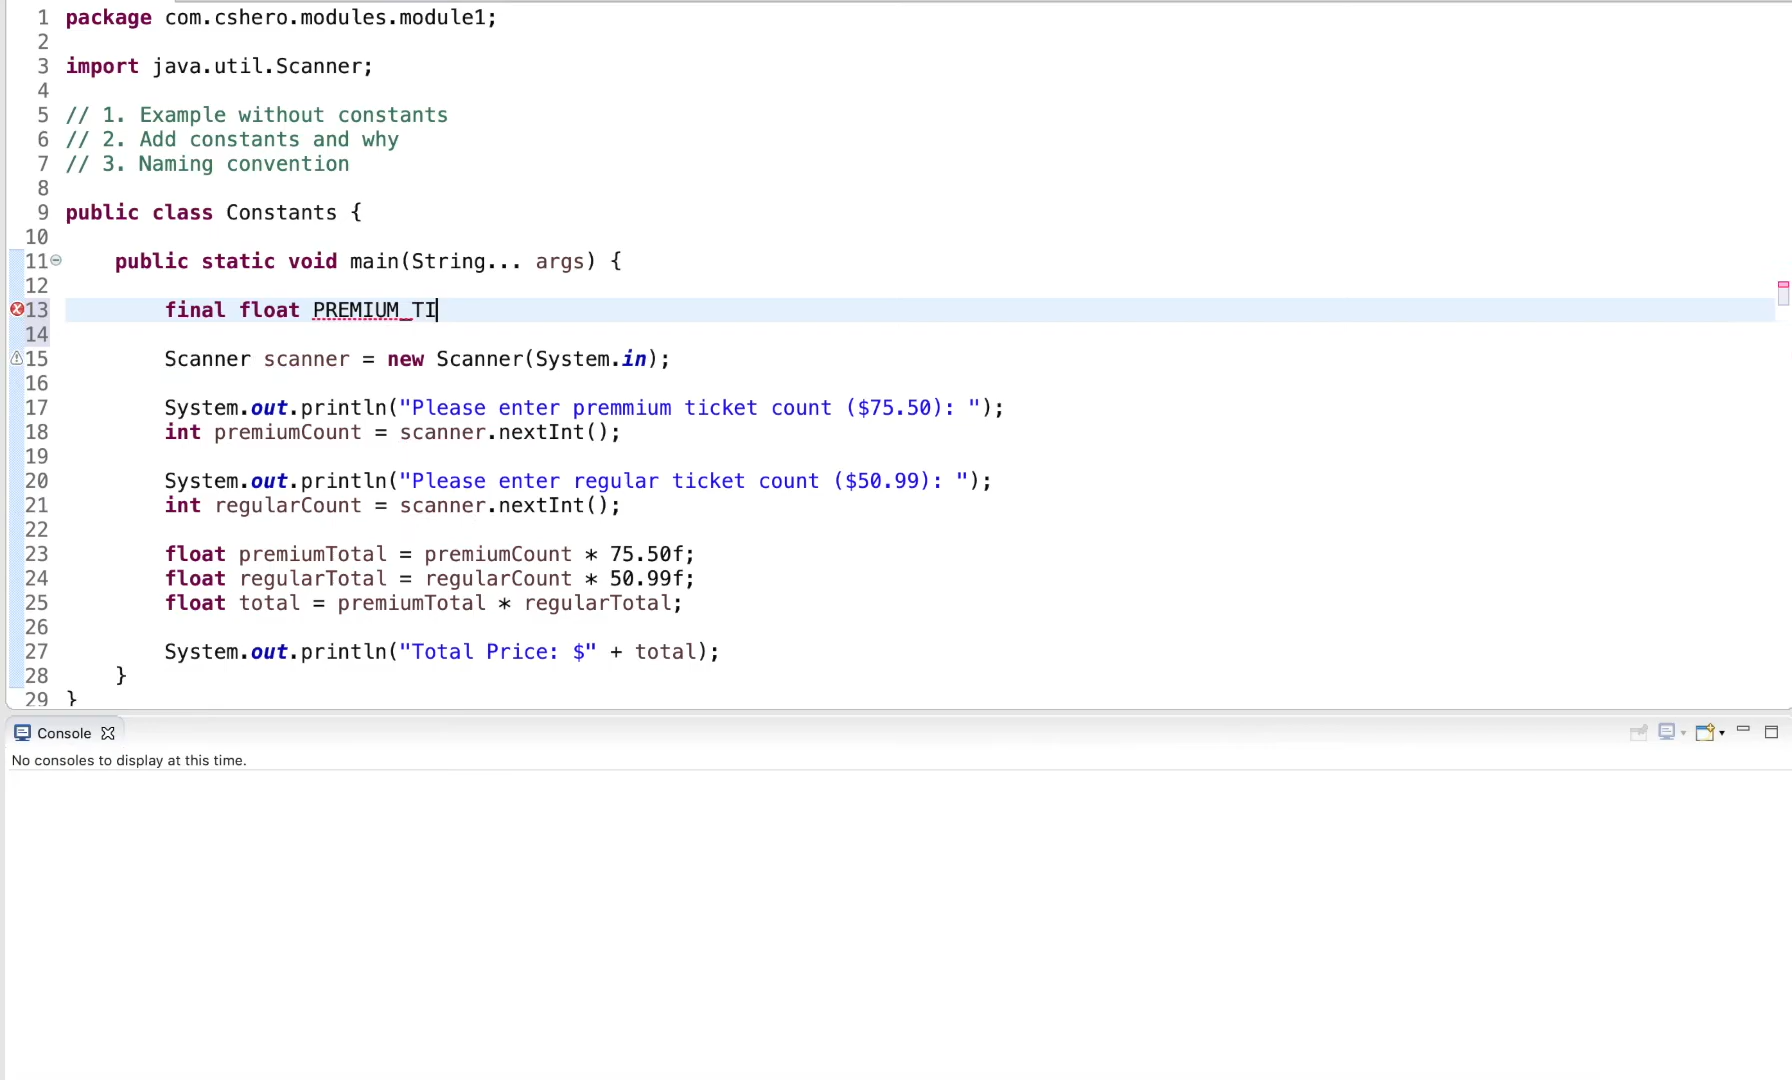 1 package com.cshero.modules.module1;
2
3 import java.util.Scanner;
4
5 // 1. Example without constants
6 // 2. Add constants and why
7 // 3. Naming convention
8
9 public class Constants {
10
11 public static void main(String... args) {
12
13 final float PREMIUM_TI
14
15 Scanner scanner = new Scanner(System.in);
16
17 System.out.println("Please enter premmium ticket count ($75.50): ");
18 int premiumCount = scanner.nextInt();
19
20 System.out.println("Please enter regular ticket count ($50.99): ");
21 int regularCount = scanner.nextInt();
22
23 float premiumTotal = premiumCount * 75.50f;
24 float regularTotal = regularCount * 50.99f;
25 float total = premiumTotal * regularTotal;
26
27 System.out.println("Total Price: $" + total);
28 }
29 }
Console
No consoles to display at this time.